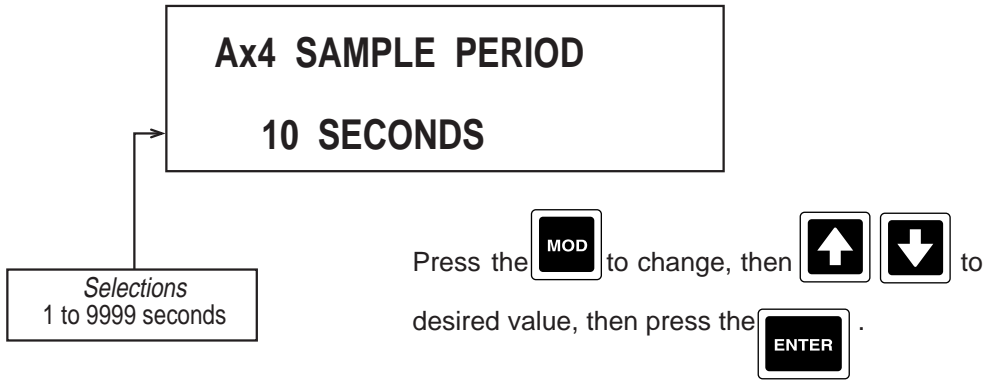 Ax4 SAMPLE PERIOD
10 SECONDS
Selections
1 to 9999 seconds
Press the MOD to change, then to
desired value, then press the ENTER .